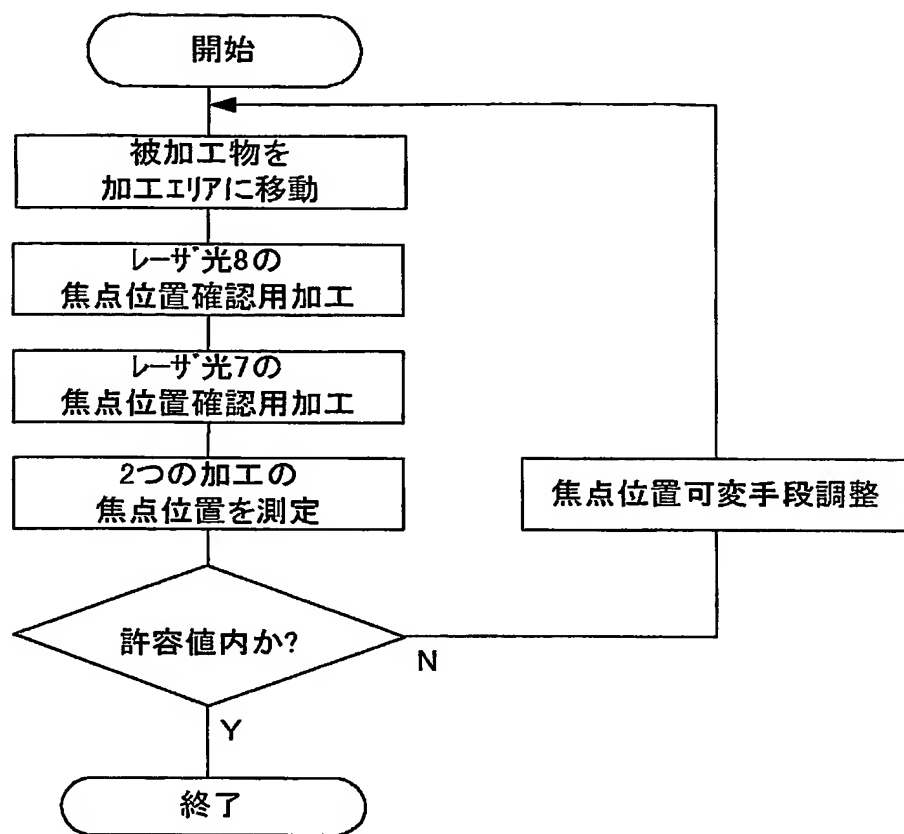 開始
被加工物を
加工エリアに移動
レーザ光8の
焦点位置確認用加工
レーザ光7の
焦点位置確認用加工
2つの加工の
焦点位置を測定
焦点位置可変手段調整
許容値内か?
N
Y
終了